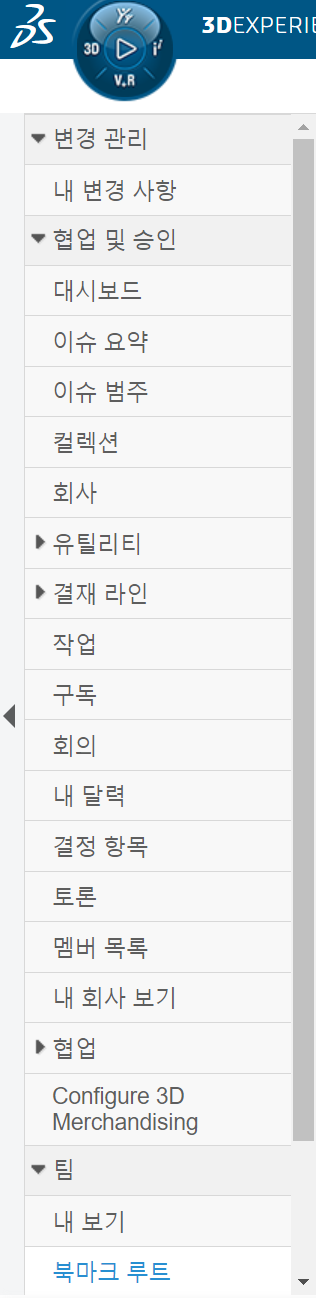 3DEXPERIE
3D
i²
V.R
변경 관리
내 변경 사항
협업 및 승인
대시보드
이슈 요약
이슈 범주
컬렉션
회사
유틸리티
결재 라인
작업
구독
회의
내 달력
결정 항목
토론
멤버 목록
내 회사 보기
협업
Configure 3D
Merchandising
팀
내 보기
북마크 루트